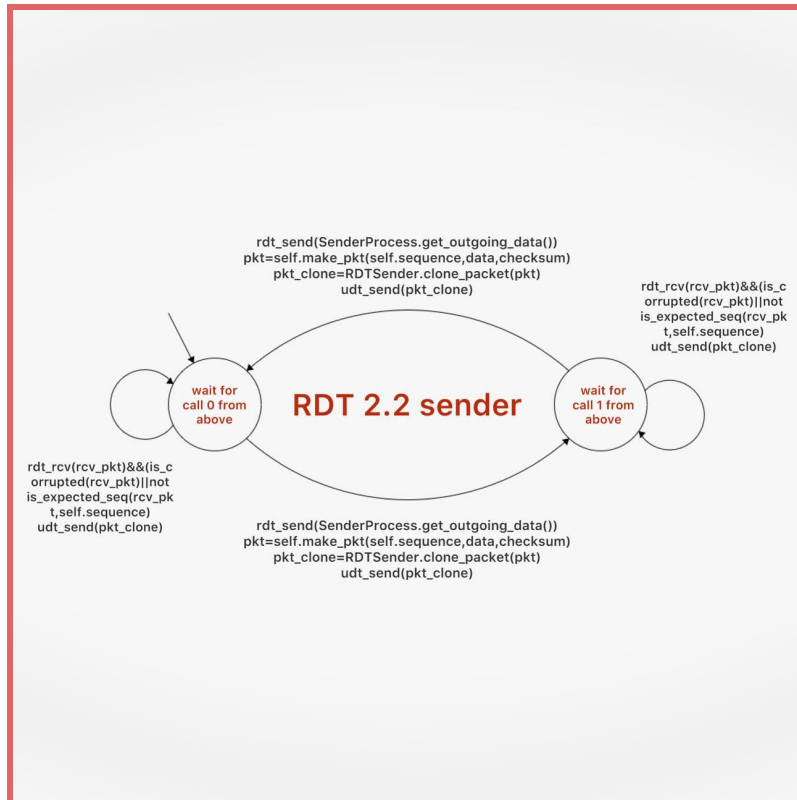 rdt_send(SenderProcess.get_outgoing_data())
pkt=self.make_pkt(self.sequence,data,checksum)
pkt_clone=RDTSender.clone_packet(pkt)
udt_send(pkt_clone)
rdt_rcv(rcv_pkt)&&(is_c
orrupted(rcv_pkt)||not
is_expected_seq(rcv_pk
t,self.sequence)
udt_send(pkt_clone)
wait for
call 0 from
above
RDT 2.2 sender
wait for
call 1 from
above
rdt_rcv(rcv_pkt)&&(is_c
orrupted(rcv_pkt)||not
is_expected_seq(rcv_pk
t,self.sequence)
udt_send(pkt_clone)
rdt_send(SenderProcess.get_outgoing_data())
pkt=self.make_pkt(self.sequence,data,checksum)
pkt_clone=RDTSender.clone_packet(pkt)
udt_send(pkt_clone)